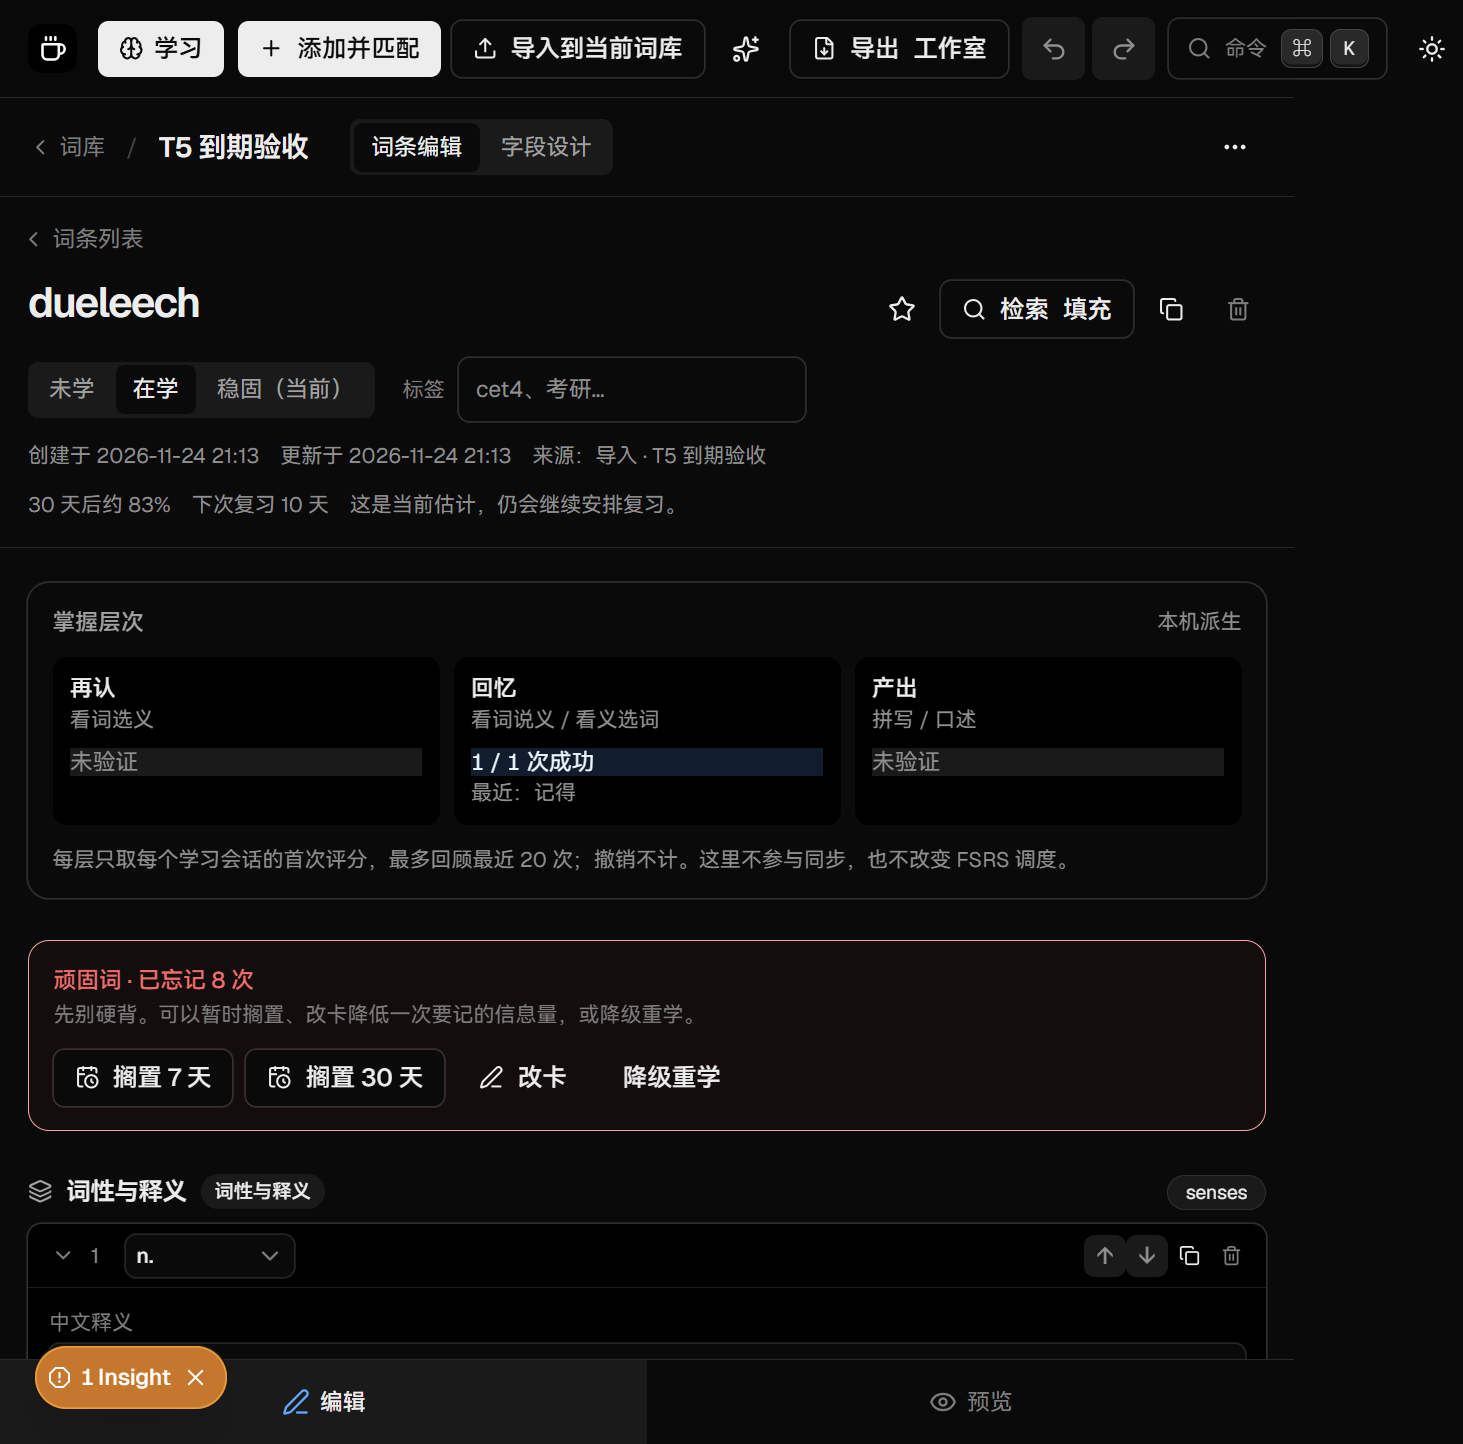 学习 添加并匹配 导入到当前词库 导出 工作室 命令 ⌘ K
词库 / T5 到期验收 词条编辑 字段设计
词条列表
dueleech
检索 填充
未学 在学 稳固（当前） 标签 cet4、考研...
创建于 2026-11-24 21:13 更新于 2026-11-24 21:13 来源：导入 · T5 到期验收
30 天后约 83% 下次复习 10 天 这是当前估计，仍会继续安排复习。
掌握层次 本机派生
再认 回忆 产出
看词选义 看词说义 / 看义选词 拼写 / 口述
未验证 1 / 1 次成功 未验证
最近：记得
每层只取每个学习会话的首次评分，最多回顾最近 20 次；撤销不计。这里不参与同步，也不改变 FSRS 调度。
顽固词 · 已忘记 8 次
先别硬背。可以暂时搁置、改卡降低一次要记的信息量，或降级重学。
搁置 7 天 搁置 30 天 改卡 降级重学
词性与释义 词性与释义 senses
1 n.
中文释义
1 Insight
编辑 预览